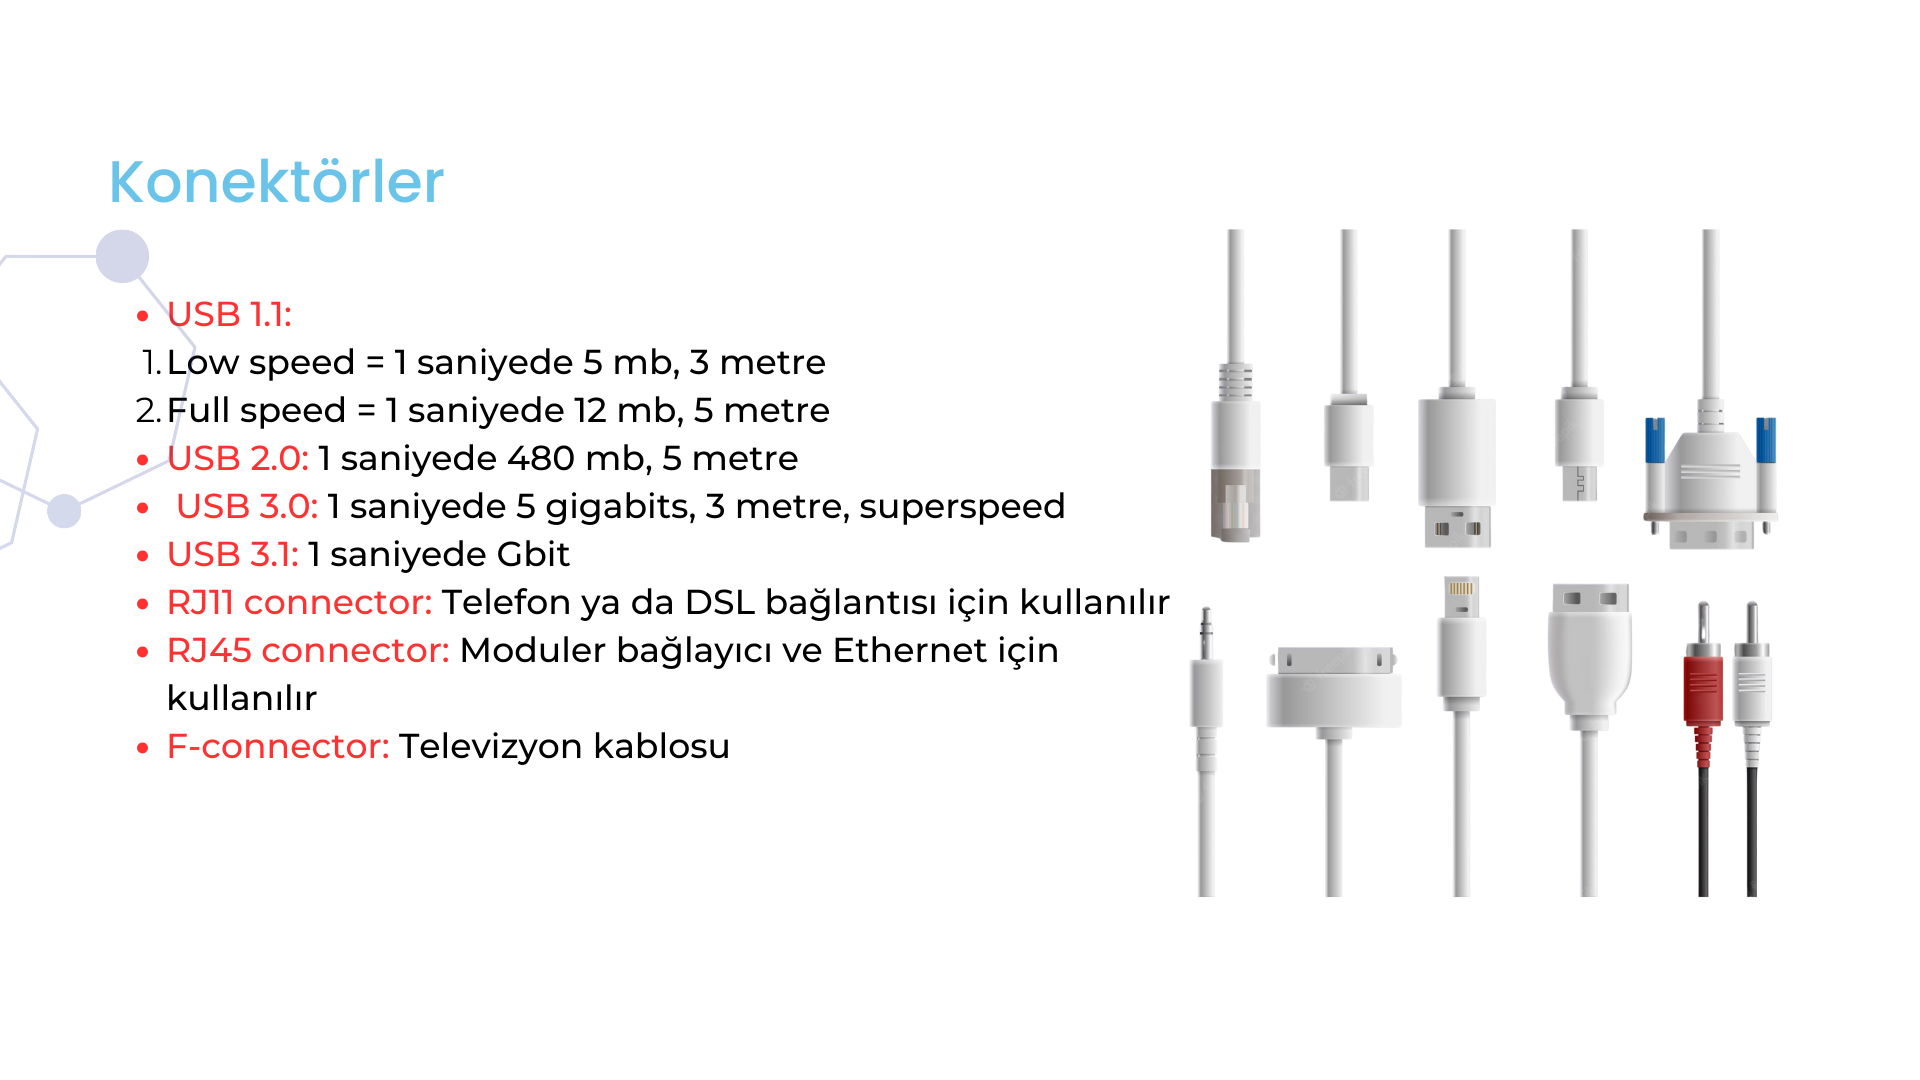 Konektörler
• USB 1.1:
1. Low speed = 1 saniyede 5 mb, 3 metre
2. Full speed = 1 saniyede 12 mb, 5 metre
• USB 2.0: 1 saniyede 480 mb, 5 metre
• USB 3.0: 1 saniyede 5 gigabits, 3 metre, superspeed
• USB 3.1: 1 saniyede Gbit
• RJ11 connector: Telefon ya da DSL bağlantısı için kullanılır
• RJ45 connector: Moduler bağlayıcı ve Ethernet için
kullanılır
• F-connector: Televizyon kablosu